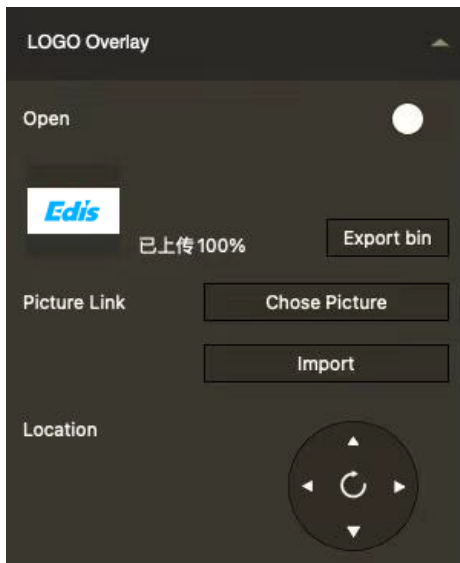 LOGO Overlay
Open
Edis
已上传100%
Export bin
Picture Link
Chose Picture
Import
Location